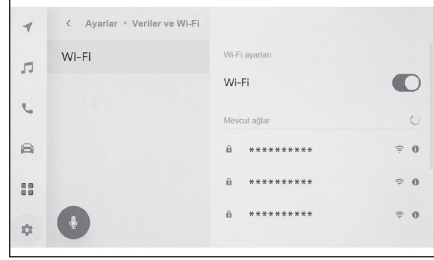 < Ayarlar • Veriler ve Wi-Fi
Wi-Fi
Wi-Fi ayarları
Wi-Fi
Mevcut ağlar
**********
**********
**********